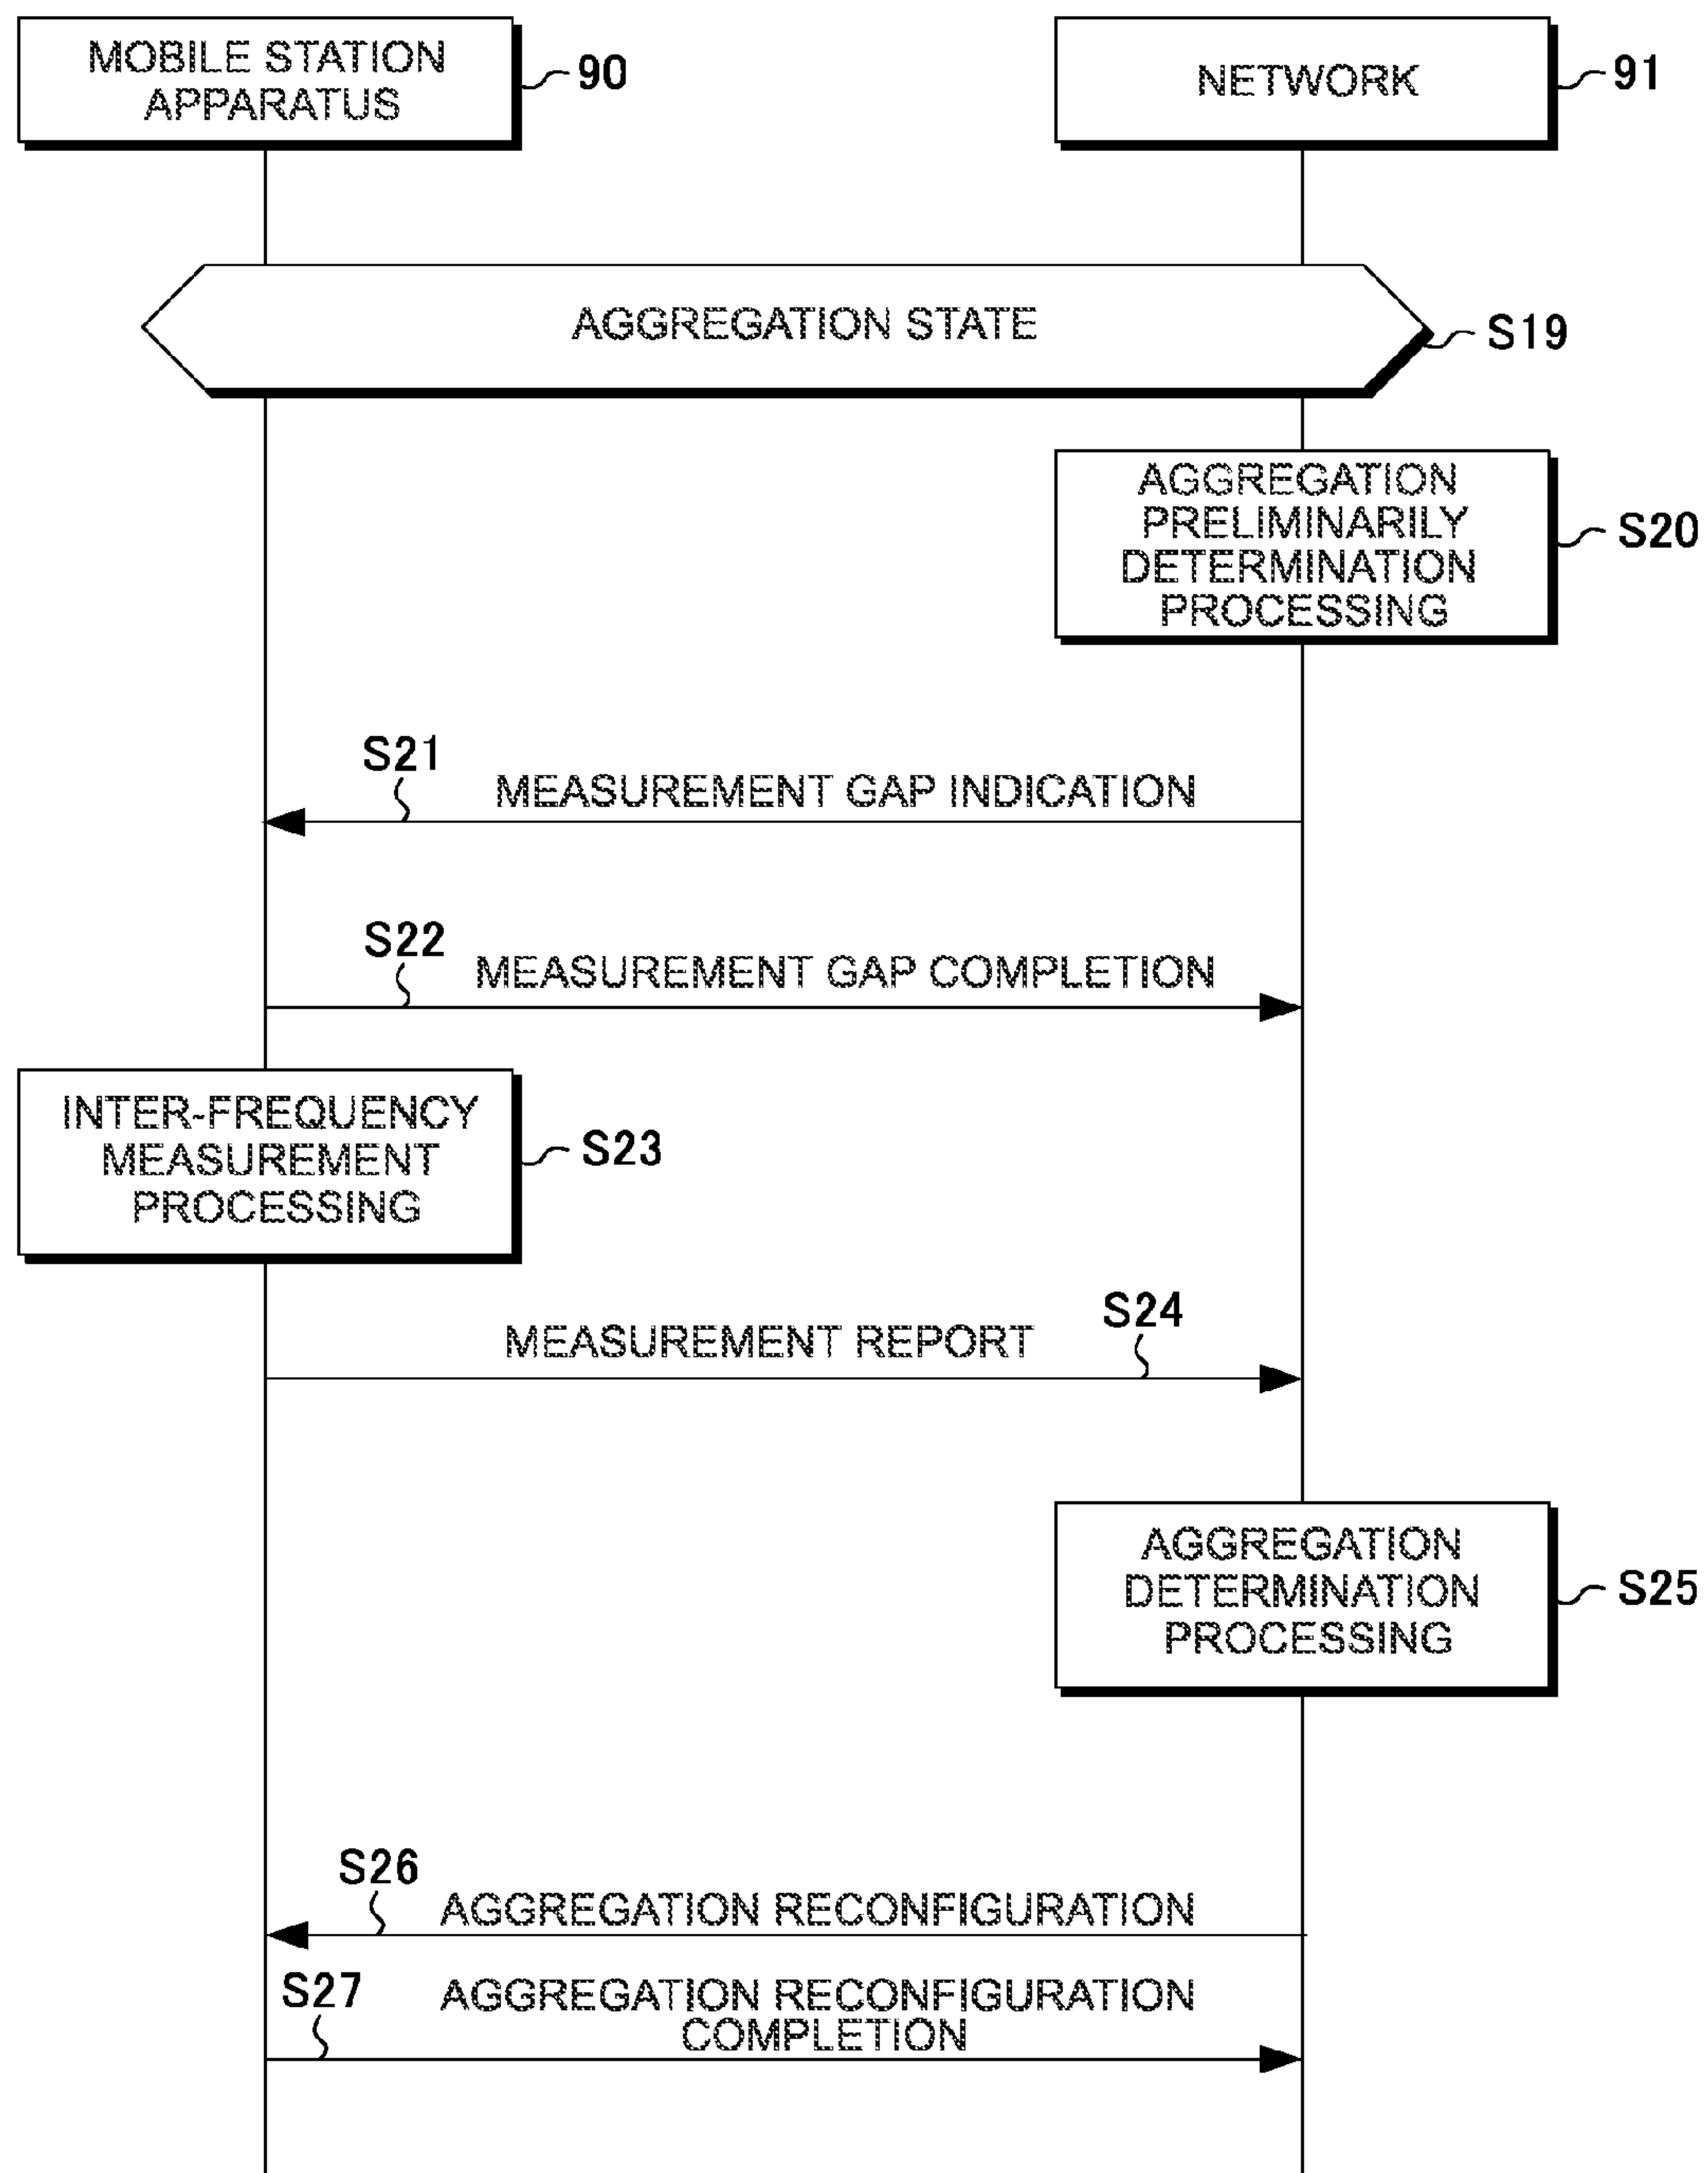 MOBILE STATION
APPARATUS
90
NETWORK
91
AGGREGATION STATE
S19
AGGREGATION
PRELIMINARILY
DETERMINATION
PROCESSING
S20
S21
MEASUREMENT GAP INDICATION
S22
MEASUREMENT GAP COMPLETION
INTER-FREQUENCY
MEASUREMENT
PROCESSING
S23
S24
MEASUREMENT REPORT
AGGREGATION
DETERMINATION
PROCESSING
S25
S26
AGGREGATION RECONFIGURATION
S27
AGGREGATION RECONFIGURATION
COMPLETION